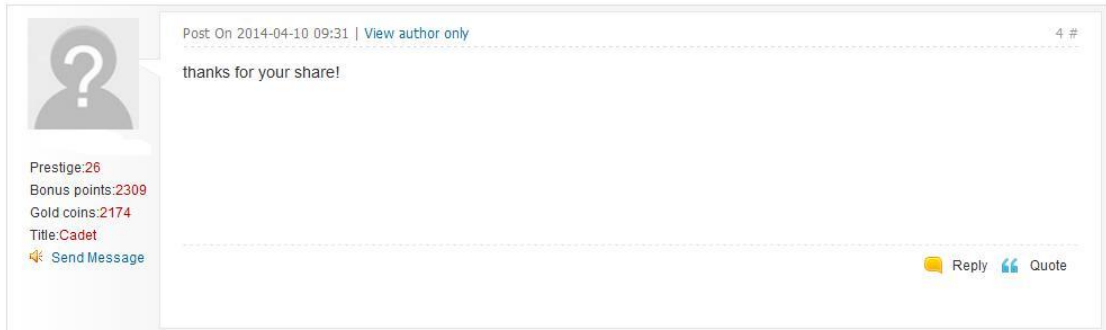 Post On 2014-04-10 09:31 | View author only 4 #
thanks for your share!
Prestige:26
Bonus points:2309
Gold coins:2174
Title:Cadet
Send Message
Reply Quote